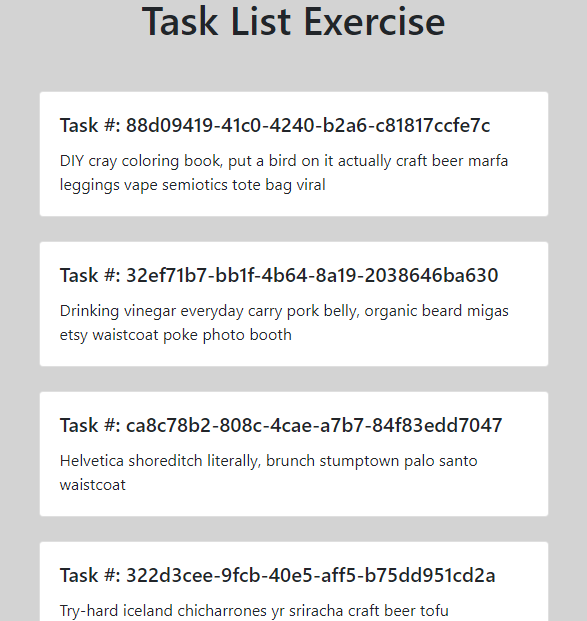 Task List Exercise
Task #: 88d09419-41c0-4240-b2a6-c81817ccfe7c
DIY cray coloring book, put a bird on it actually craft beer marfa
leggings vape semiotics tote bag viral
Task #: 32ef71b7-bb1f-4b64-8a19-2038646ba630
Drinking vinegar everyday carry pork belly, organic beard migas
etsy waistcoat poke photo booth
Task #: ca8c78b2-808c-4cae-a7b7-84f83edd7047
Helvetica shoreditch literally, brunch stumptown palo santo
waistcoat
Task #: 322d3cee-9fcb-40e5-aff5-b75dd951cd2a
Try-hard iceland chicharrones yr sriracha craft beer tofu